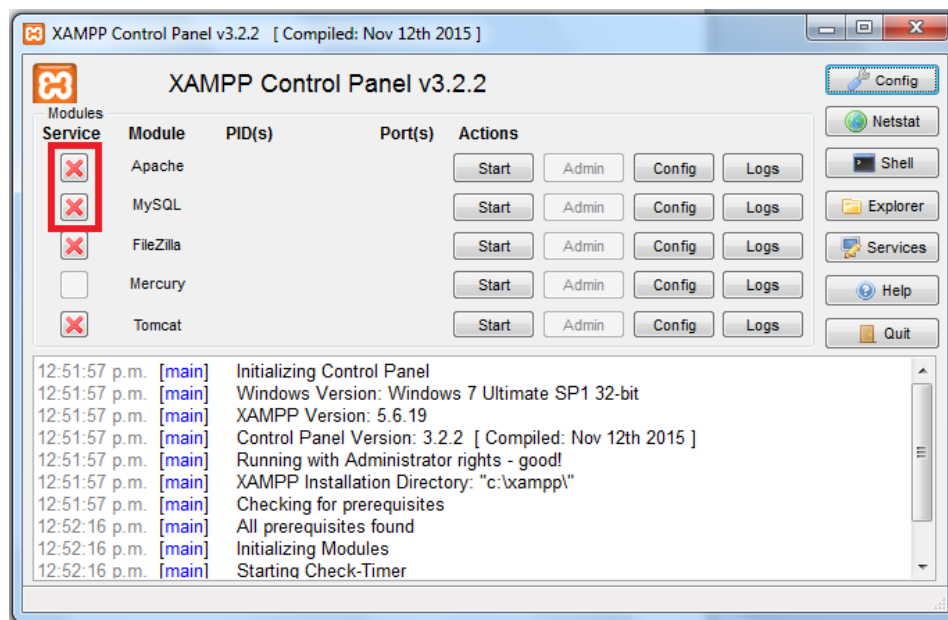 XAMPP Control Panel v3.2.2 [ Compiled: Nov 12th 2015 ]
XAMPP Control Panel v3.2.2
Config
Modules
Service Module PID(s) Port(s) Actions
Netstat
Apache Start Admin Config Logs
Shell
MySQL Start Admin Config Logs
Explorer
FileZilla Start Admin Config Logs
Services
Mercury Start Admin Config Logs
Help
Tomcat Start Admin Config Logs
Quit
12:51:57 p.m. [main] Initializing Control Panel
12:51:57 p.m. [main] Windows Version: Windows 7 Ultimate SP1 32-bit
12:51:57 p.m. [main] XAMPP Version: 5.6.19
12:51:57 p.m. [main] Control Panel Version: 3.2.2 [ Compiled: Nov 12th 2015 ]
12:51:57 p.m. [main] Running with Administrator rights - good!
12:51:57 p.m. [main] XAMPP Installation Directory: "c:\xampp\"
12:51:57 p.m. [main] Checking for prerequisites
12:52:16 p.m. [main] All prerequisites found
12:52:16 p.m. [main] Initializing Modules
12:52:16 p.m. [main] Starting Check-Timer